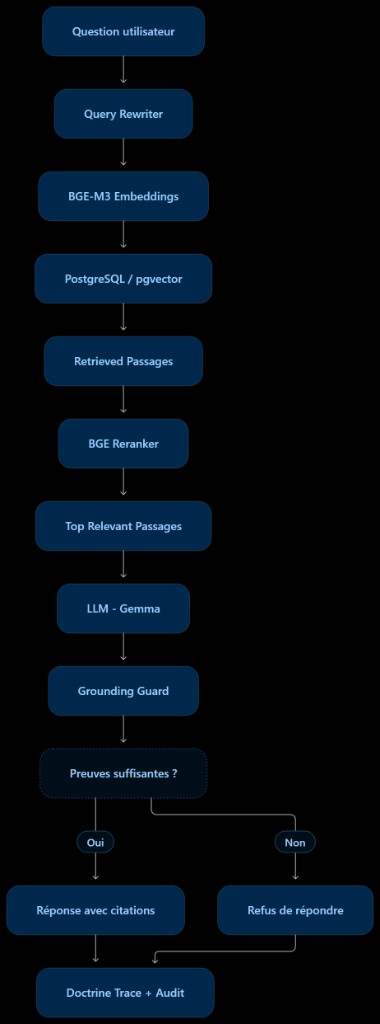 Question utilisateur
Query Rewriter
BGE-M3 Embeddings
PostgreSQL / pgvector
Retrieved Passages
BGE Reranker
Top Relevant Passages
LLM - Gemma
Grounding Guard
Preuves suffisantes ?
Oui
Non
Réponse avec citations
Refus de répondre
Doctrine Trace + Audit